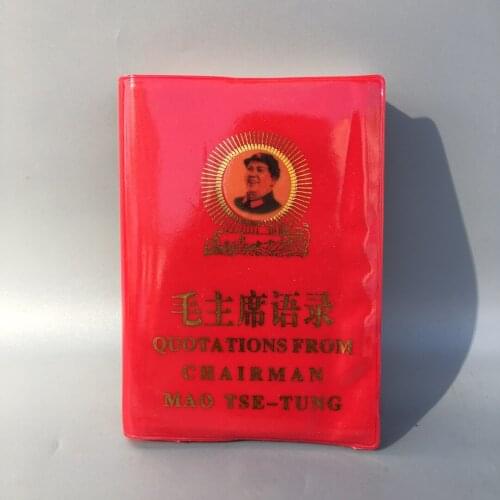 毛主席语录
QUOTATIONS FROM
CHAIRMAN
MAO TSE-TUNG